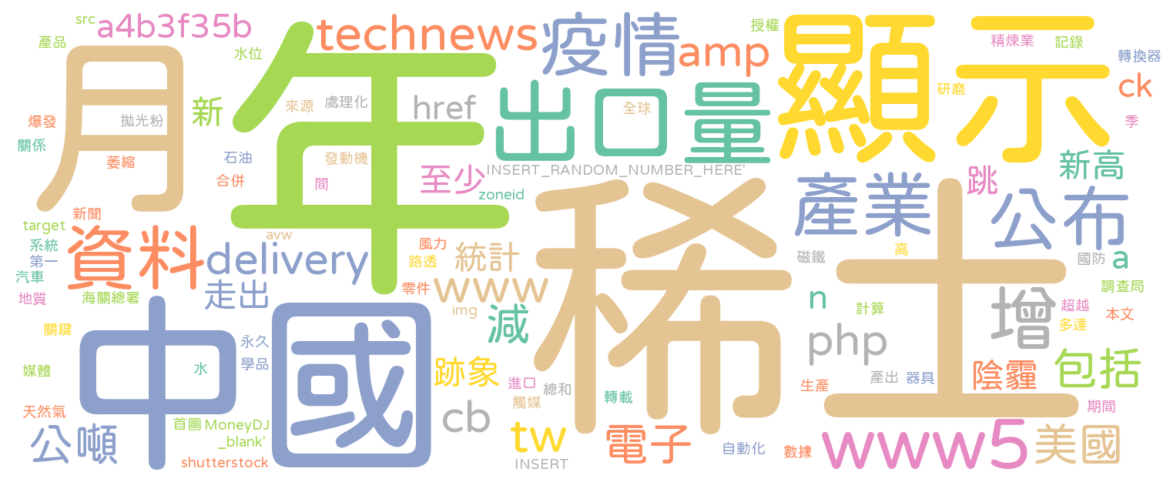 src
a4b3f35b
technews
疫情
授權
顯示
精煉業
記錄
產品
水位
amp
轉換器
月
年
新
來源
處理化
href
出口量
全球
研磨
ck
爆發
拋光粉
季
關係
萎縮
石油
發動機
至少
INSERT_RANDOM_NUMBER_HERE'
跳
新高
合併
間
zoneid
稀土
產業
公布
target
新聞
avw
系統
資料
delivery
風力
統計
磁鐵
高
國防
a
第一
路透
汽車
走出
零件
www
n
增
調查局
地質
海關總署
img
減
計算
超越
本文
關鍵
中國
永久
php
多達
媒體
水
學品
跡象
進口
總和
轉載
生產
產出
器具
陰霾
包括
天然氣
cb
觸媒
期間
公噸
首圖
MoneyDJ
_blank'
tw
電子
自動化
數據
www5
美國
shutterstock
INSERT